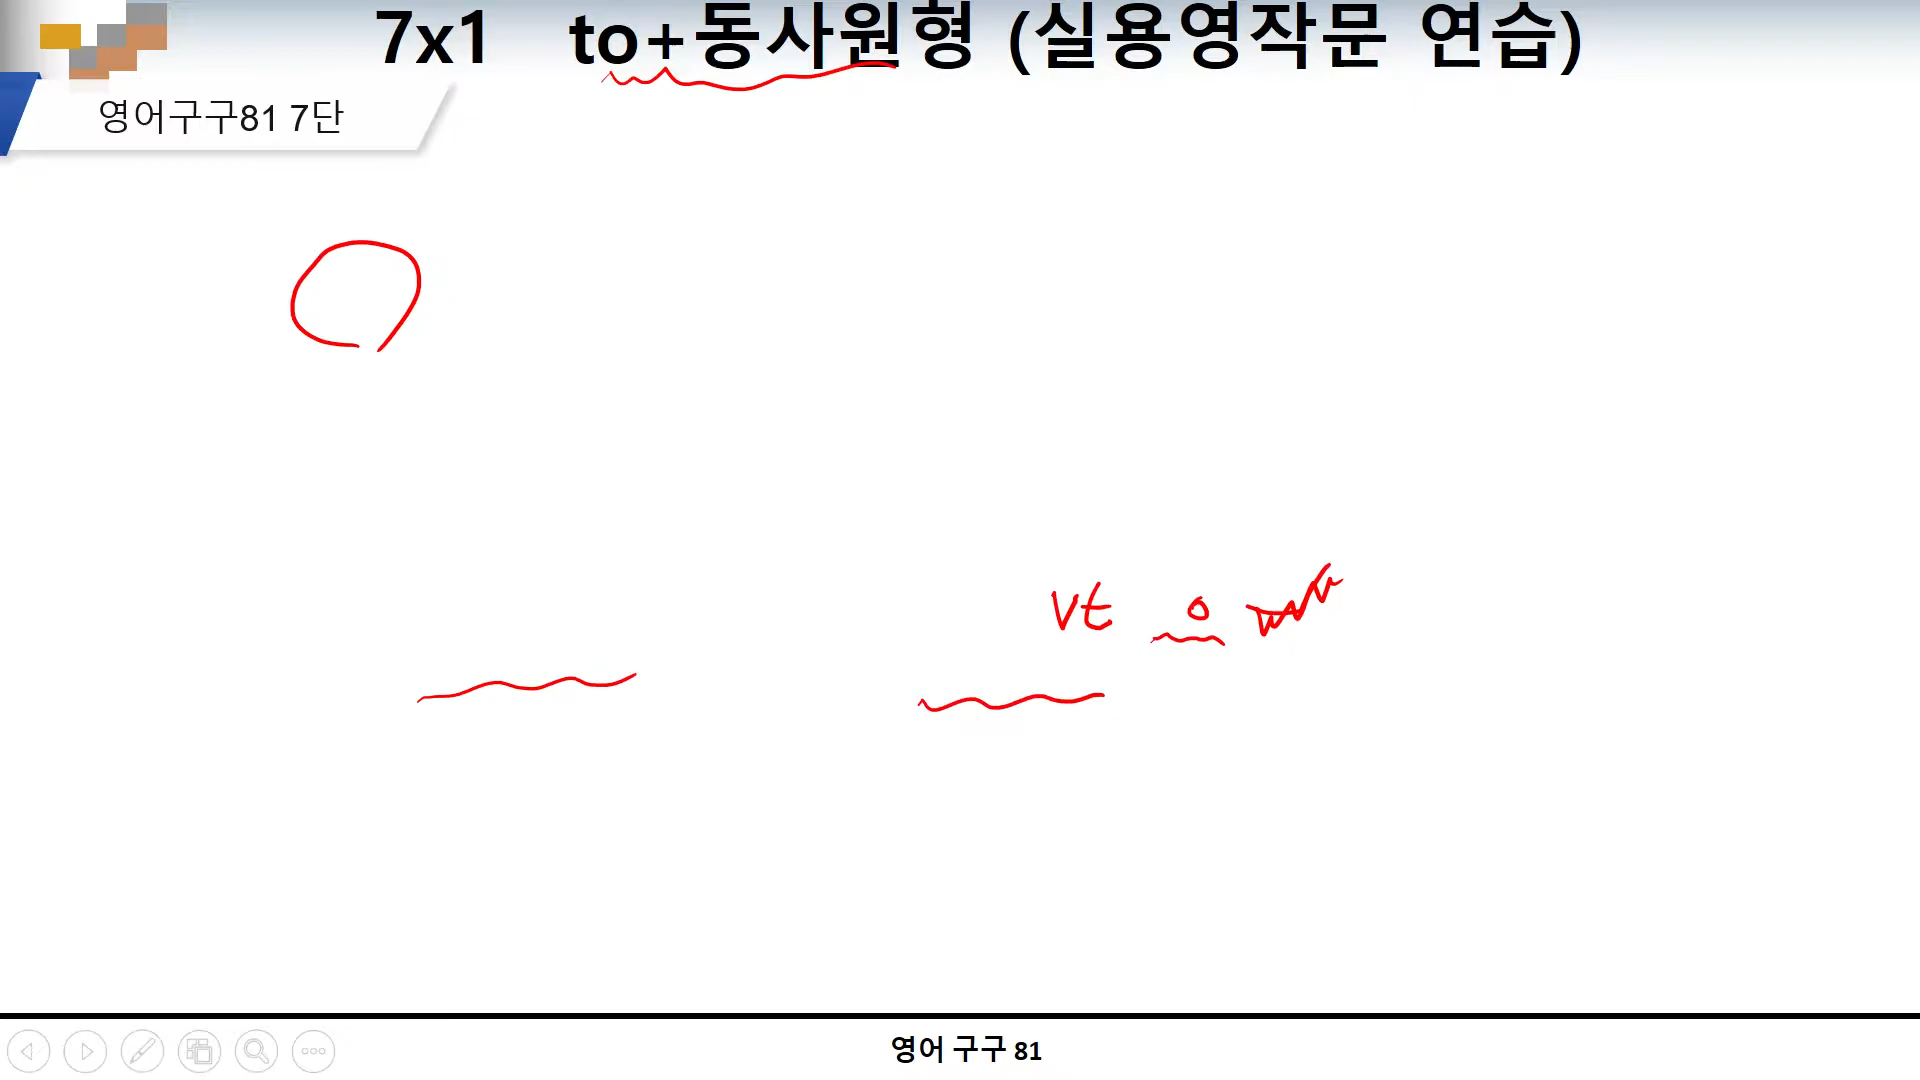 7x1 to+동사원형 (실용영작문 연습)
영어구구81 7단
vt o
영어 구구 81